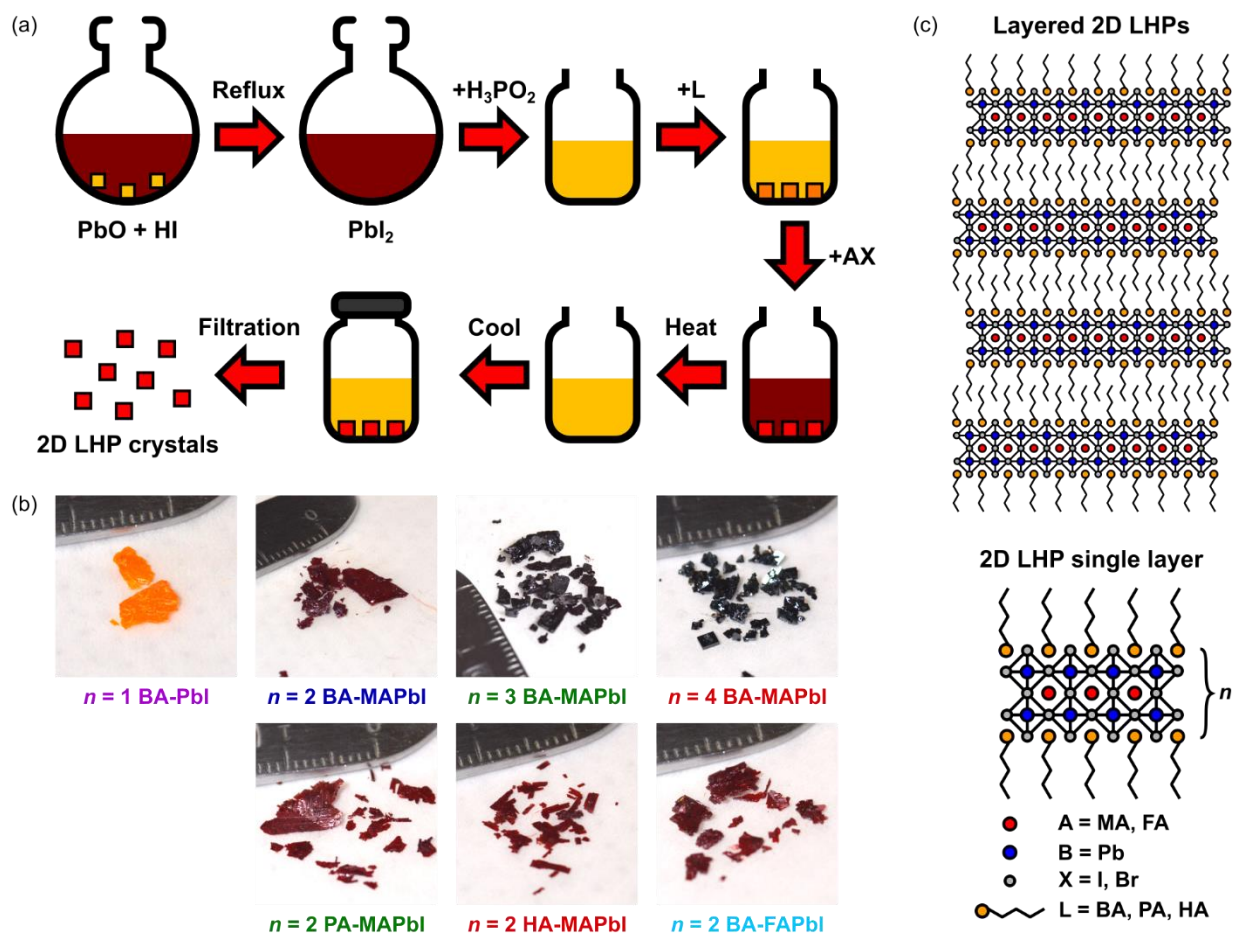 (a)
Reflux
+H₃PO₂
+L
PbO + HI
PbI₂
+AX
Filtration
Cool
Heat
2D LHP crystals
(b)
n = 1 BA-PbI
n = 2 BA-MAPbI
n = 3 BA-MAPbI
n = 4 BA-MAPbI
n = 2 PA-MAPbI
n = 2 HA-MAPbI
n = 2 BA-FAPbI
(c)
Layered 2D LHPs
2D LHP single layer
n
A = MA, FA
B = Pb
X = I, Br
L = BA, PA, HA